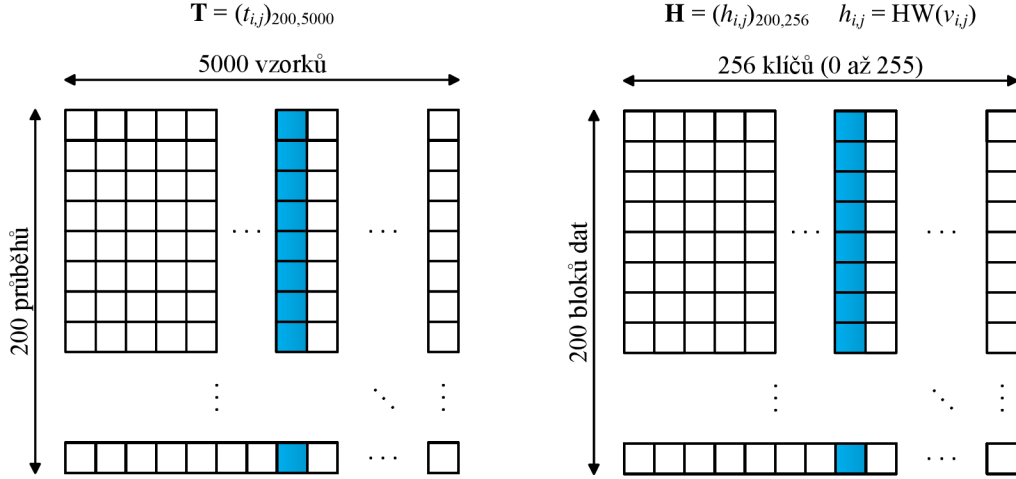 T = (t_{i,j})_{200,5000}
5000 vzorků
200 průběhů
H = (h_{i,j})_{200,256} h_{i,j} = HW(v_{i,j})
256 klíčů (0 až 255)
200 bloků dat